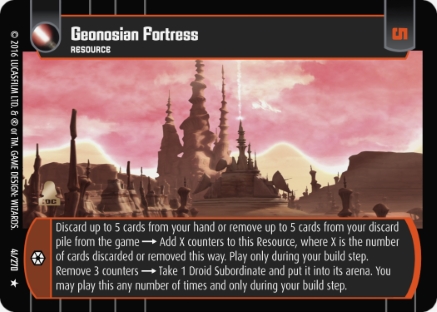 Geonosian Fortress
RESOURCE
5
Discard up to 5 cards from your hand or remove up to 5 cards from your discard
pile from the game → Add X counters to this Resource, where X is the number
of cards discarded or removed this way. Play only during your build step.
Remove 3 counters → Take 1 Droid Subordinate and put it into its arena. You
may play this any number of times and only during your build step.
© 2016 LUCASFILM LTD. & ® or TM. GAME DESIGN: WIZARDS.
DC